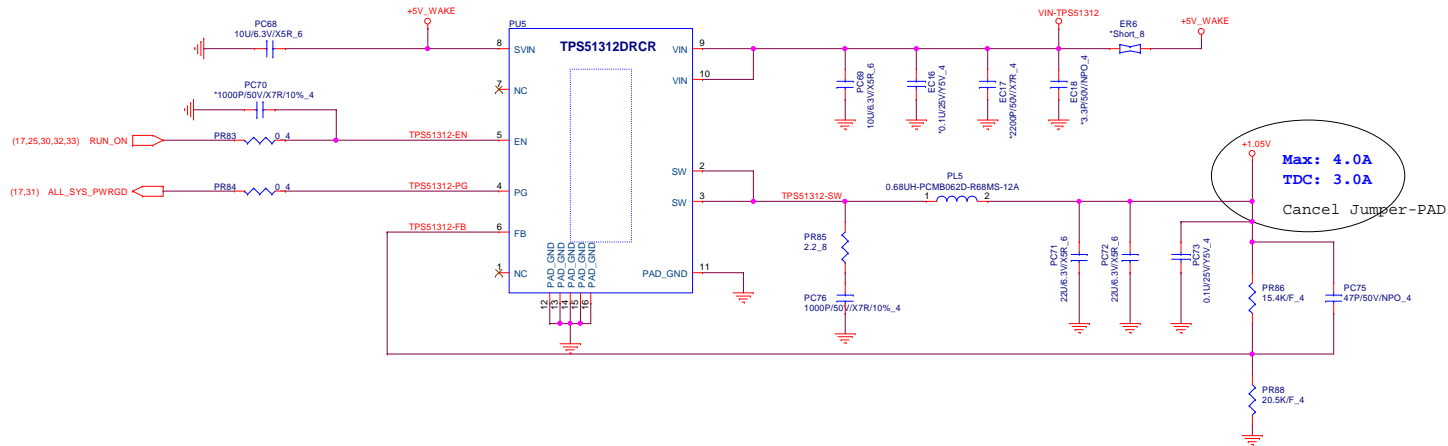 +5V_WAKE
PC68
10U/6.3V/X5R_6
PU5
TPS51312DRCR
VIN-TPS51312
ER6
*Short_8
+5V_WAKE
8
SVIN
VIN
9
7
NC
VIN
10
PC69
10U/6.3V/X5R_6
EC16
*0.1U/25V/Y5V_4
EC17
*2200P/50V/X7R_4
EC18
*3.3P/50V/NPO_4
PC70
*1000P/50V/X7R/10%_4
(17,25,30,32,33) RUN_ON
PR83
0_4
TPS51312-EN
5
EN
(17,31) ALL_SYS_PWRGD
PR84
0_4
TPS51312-PG
4
PG
SW
2
SW
3
TPS51312-SW
PL5
0.68UH-PCMB062D-R68MS-12A
1
2
+1.05V
Max: 4.0A
TDC: 3.0A
Cancel Jumper-PAD
TPS51312-FB
6
FB
1
NC
PAD_GND
PAD_GND
PAD_GND
PAD_GND
PAD_GND
12
13
14
15
16
PAD_GND
11
PR85
2.2_8
PC76
1000P/50V/X7R/10%_4
PC71
22U/6.3V/X5R_6
PC72
22U/6.3V/X5R_6
PC73
0.1U/25V/Y5V_4
PR86
15.4K/F_4
PC75
47P/50V/NPO_4
PR88
20.5K/F_4